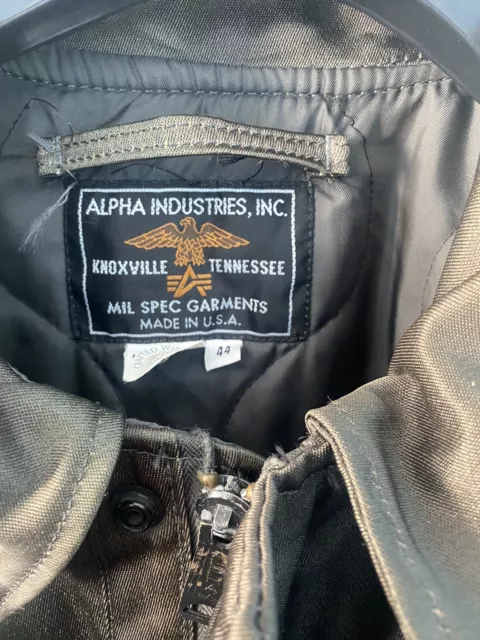 ALPHA INDUSTRIES, INC.
KNOXVILLE TENNESSEE
MIL SPEC GARMENTS
MADE IN U.S.A.
44